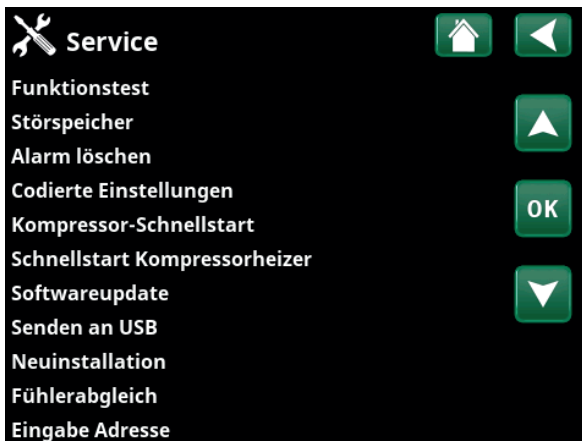 Service
Funktionstest
Störspeicher
Alarm löschen
Codierte Einstellungen
OK
Kompressor-Schnellstart
Schnellstart Kompressorheizer
Softwareupdate
Senden an USB
Neuinstallation
Fühlerabgleich
Eingabe Adresse